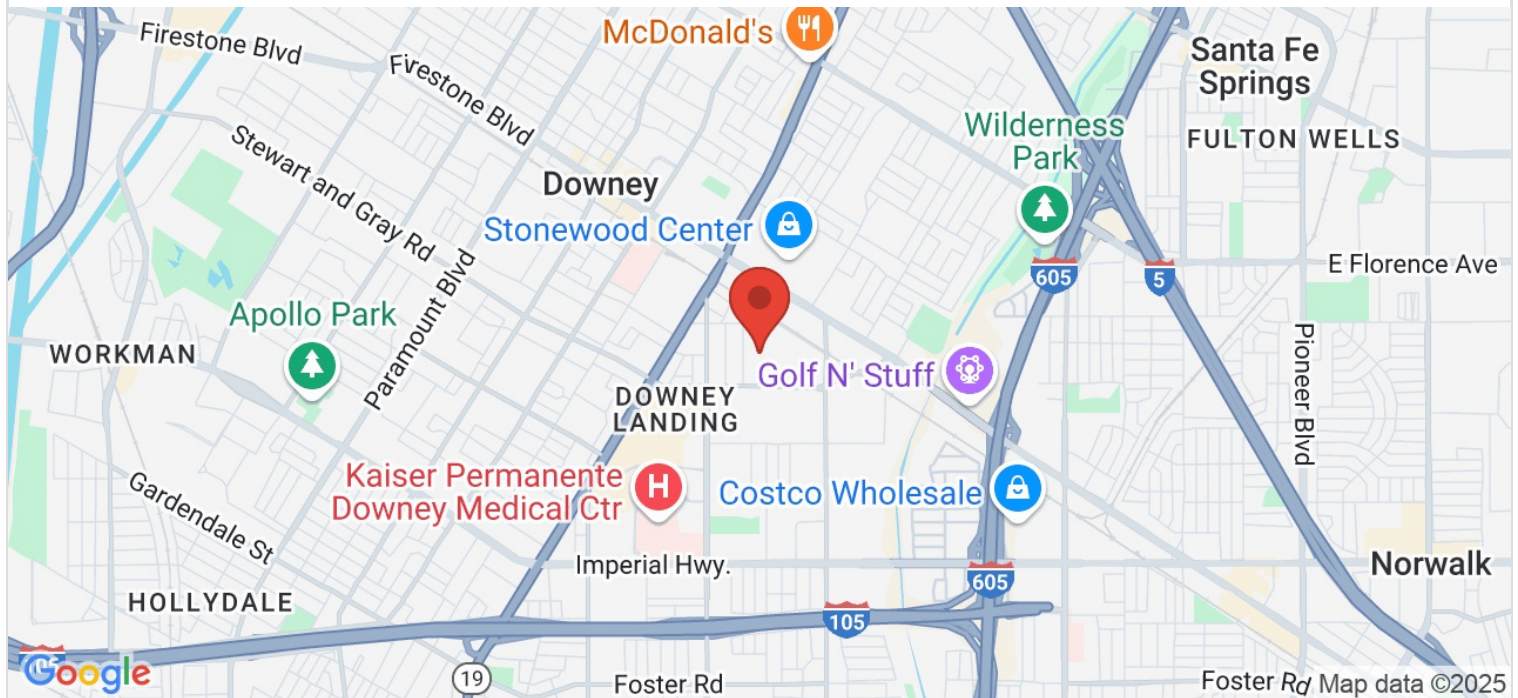 McDonald's
Firestone Blvd
Firestone Blvd
Santa Fe
Springs
Wilderness
Park
FULTON WELLS
Stewart and Gray Rd
Downey
Stonewood Center
E Florence Ave
605
5
Paramount Blvd
Apollo Park
WORKMAN
Golf N' Stuff
Pioneer Blvd
DOWNEY
LANDING
Kaiser Permanente
Downey Medical Ctr
H
Costco Wholesale
Gardendale St
Imperial Hwy.
Norwalk
605
HOLLYDALE
105
105
Google
19
Foster Rd
Foster Rd
Map data ©2025